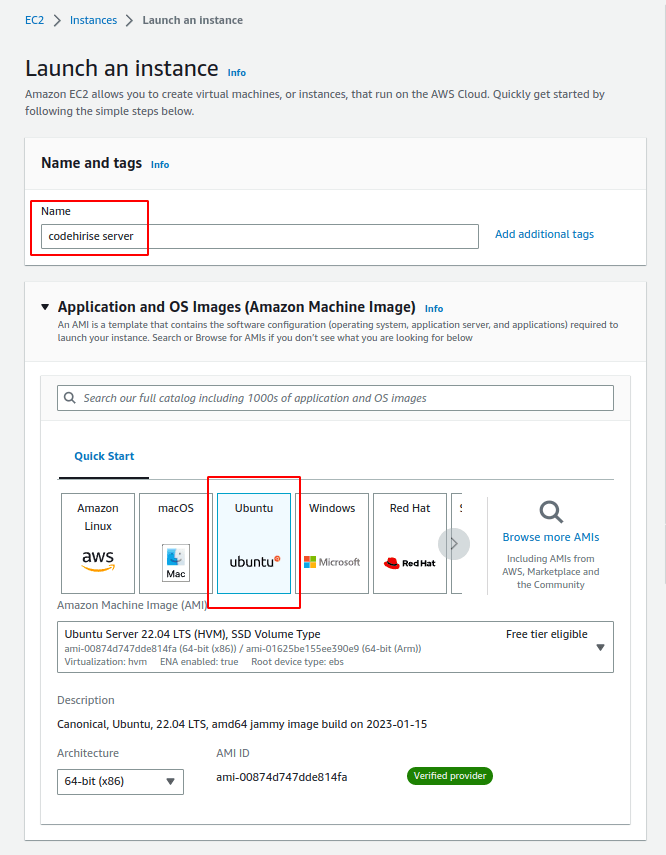 EC2 > Instances > Launch an instance
Launch an instance Info
Amazon EC2 allows you to create virtual machines, or instances, that run on the AWS Cloud. Quickly get started by
following the simple steps below.
Name and tags Info
Name
codehirise server
Add additional tags
Application and OS Images (Amazon Machine Image) Info
An AMI is a template that contains the software configuration (operating system, application server, and applications) required to
launch your instance. Search or Browse for AMIs if you don't see what you are looking for below
Search our full catalog including 1000s of application and OS images
Quick Start
Amazon
Linux
aws
macOS
Mac
Ubuntu
ubuntu
Windows
Microsoft
Red Hat
Red Hat
S
Browse more AMIs
Including AMIs from
AWS, Marketplace and
the Community
Amazon Machine Image (AMI)
Ubuntu Server 22.04 LTS (HVM), SSD Volume Type
Free tier eligible
ami-00874d747dde814fa (64-bit (x86)) / ami-01625be155ee390e9 (64-bit (Arm))
Virtualization: hvm ENA enabled: true Root device type: ebs
Description
Canonical, Ubuntu, 22.04 LTS, amd64 jammy image build on 2023-01-15
Architecture
64-bit (x86)
AMI ID
ami-00874d747dde814fa
Verified provider